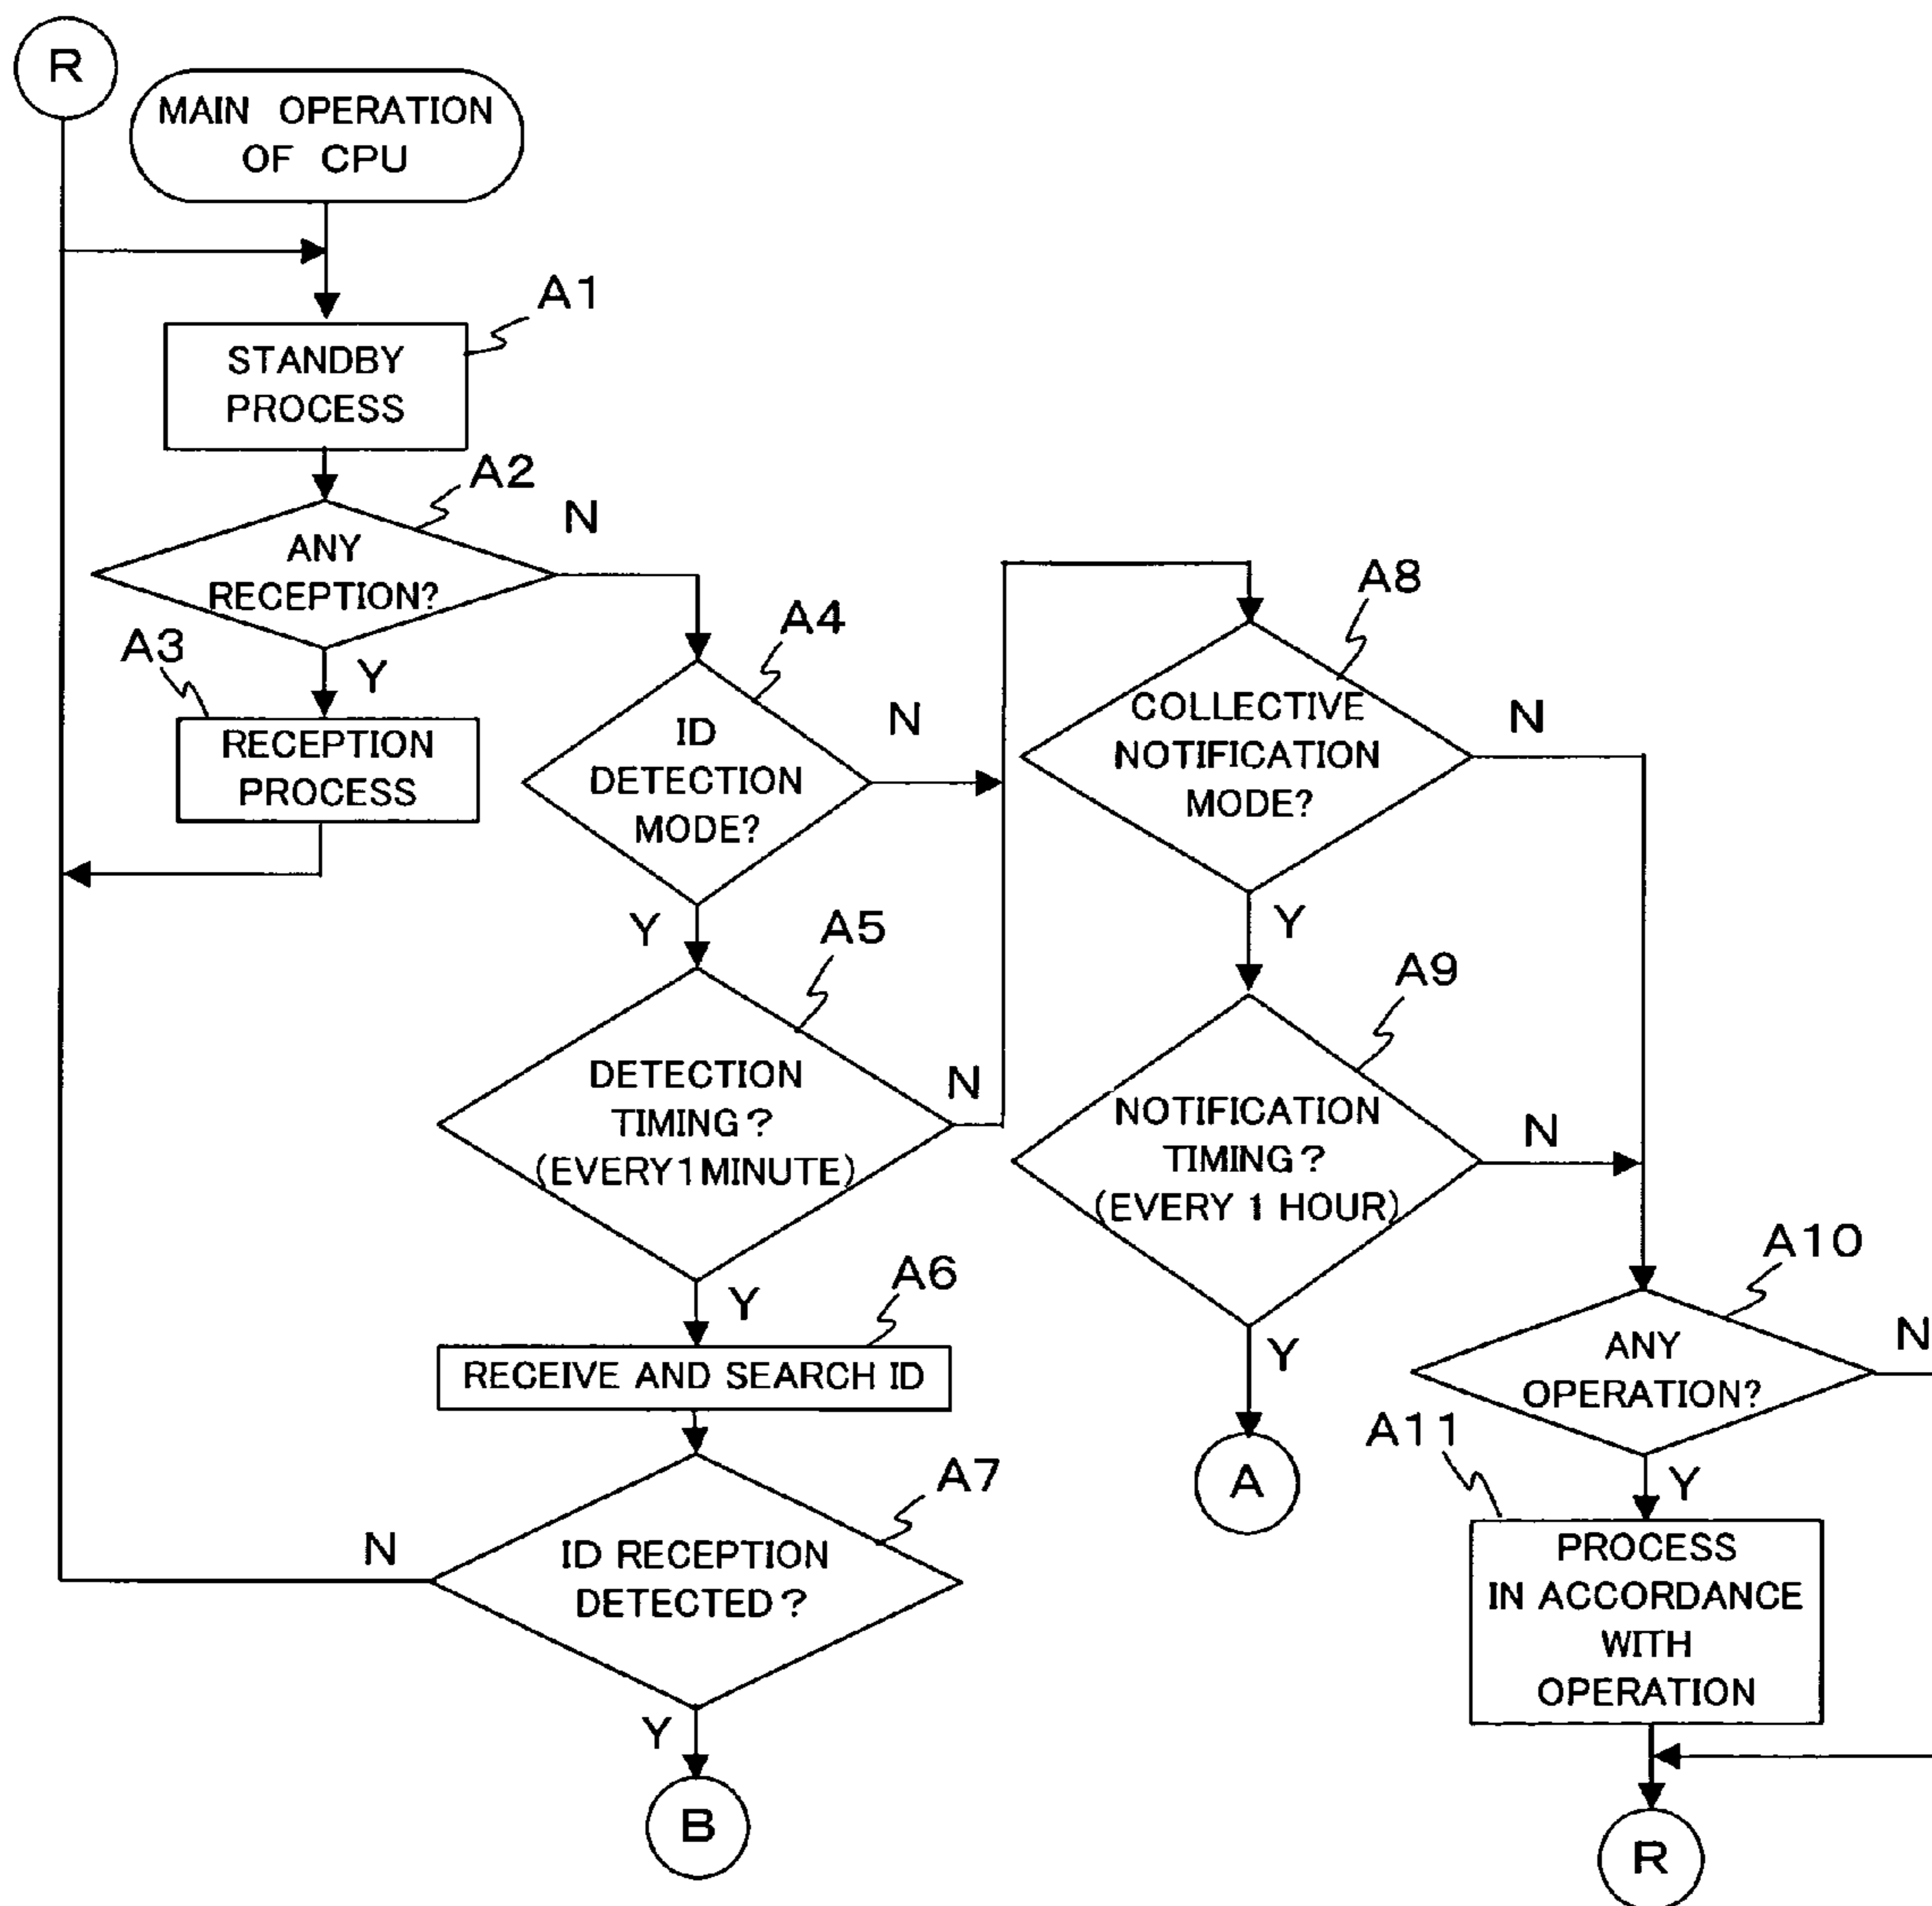 R
MAIN OPERATION
OF CPU
A1
STANDBY
PROCESS
A2
N
ANY
RECEPTION?
A3
Y
RECEPTION
PROCESS
A4
N
ID
DETECTION
MODE?
Y
A5
N
DETECTION
TIMING?
(EVERY 1 MINUTE)
Y
A6
RECEIVE AND SEARCH ID
A7
N
ID RECEPTION
DETECTED?
Y
B
A8
N
COLLECTIVE
NOTIFICATION
MODE?
Y
A9
N
NOTIFICATION
TIMING?
(EVERY 1 HOUR)
Y
A
A10
N
ANY
OPERATION?
A11
Y
PROCESS
IN ACCORDANCE
WITH
OPERATION
R